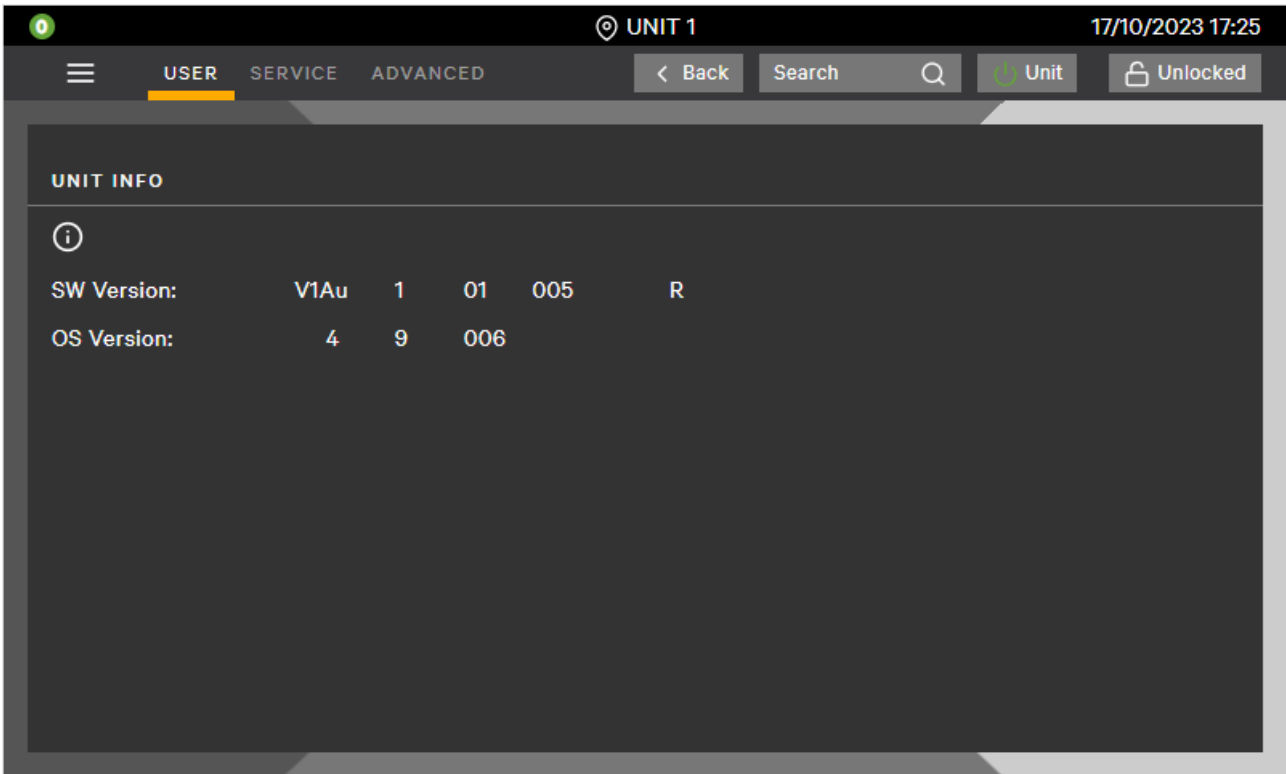 0 UNIT 1 17/10/2023 17:25
USER SERVICE ADVANCED Back Search Unit Unlocked
UNIT INFO
SW Version: V1Au 1 01 005 R
OS Version: 4 9 006